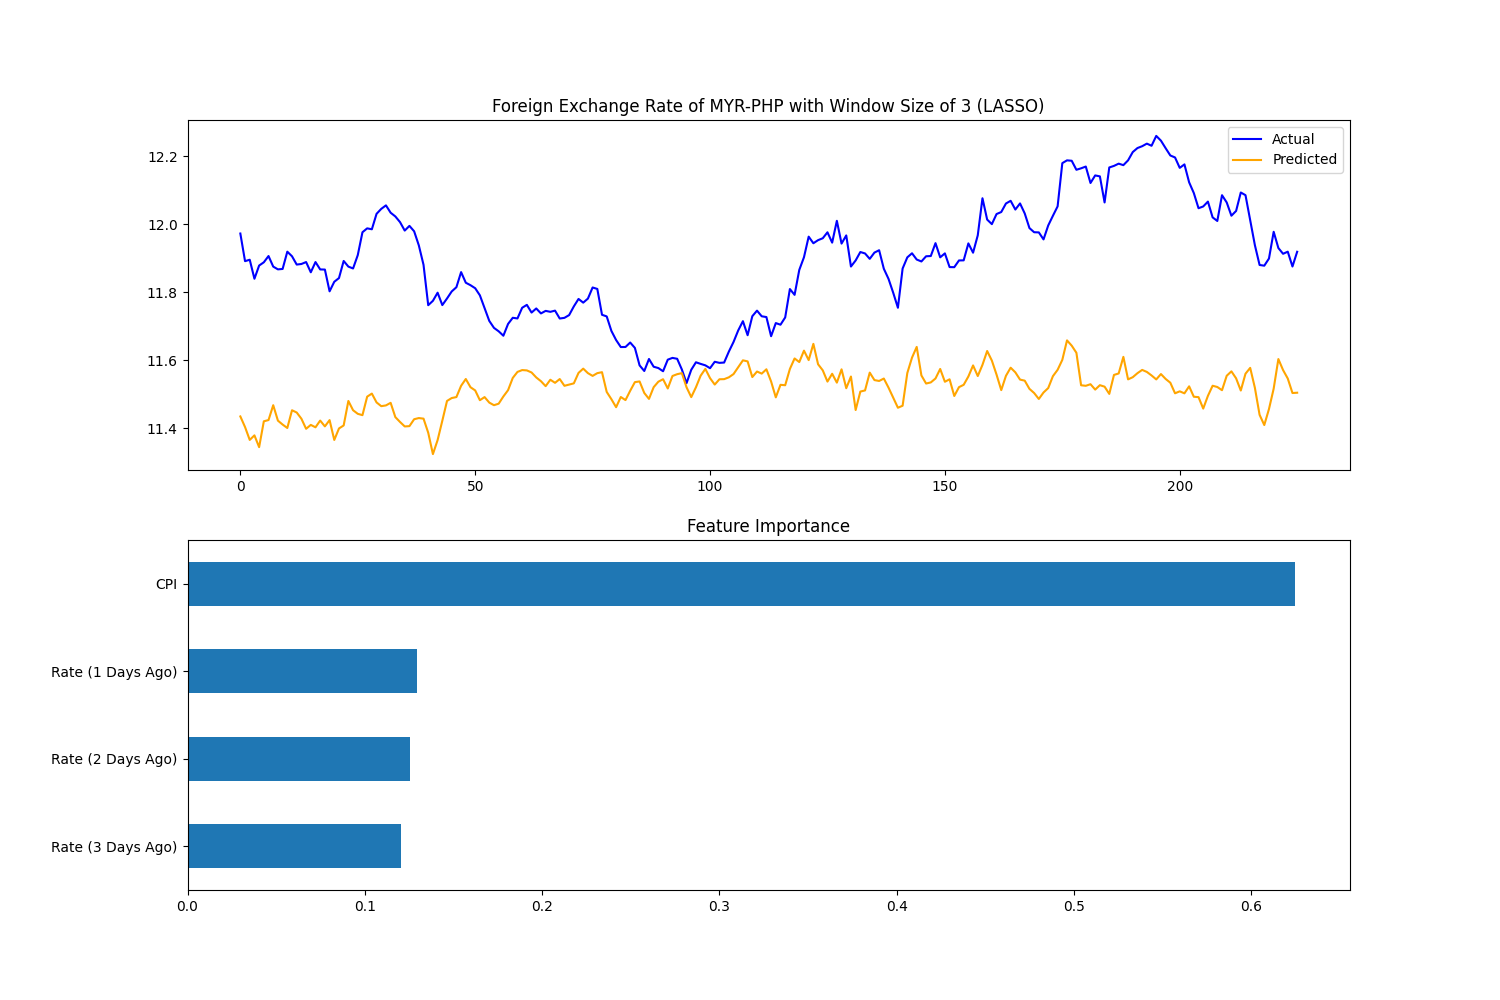 Foreign Exchange Rate of MYR-PHP with Window Size of 3 (LASSO)
Actual
Predicted
12.2
12.0
11.8
11.6
11.4
0 50 100 150 200
Feature Importance
CPI
Rate (1 Days Ago)
Rate (2 Days Ago)
Rate (3 Days Ago)
0.0 0.1 0.2 0.3 0.4 0.5 0.6